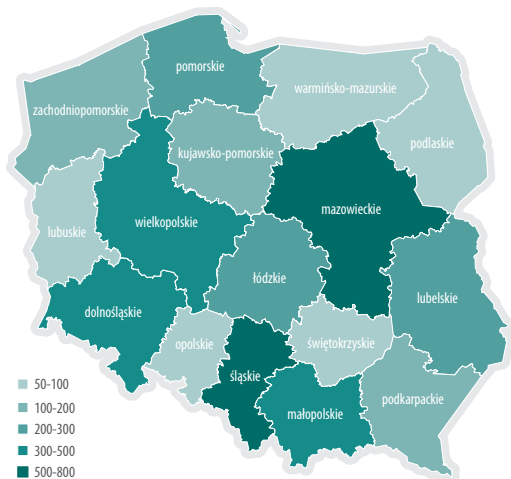 pomorskie
warmińsko-mazurskie
zachodniopomorskie
podlaskie
kujawsko-pomorskie
mazowieckie
wielkopolskie
lubuskie
łódzkie
lubelskie
dolnośląskie
opolskie
świętokrzyskie
śląskie
podkarpackie
małopolskie
50-100
100-200
200-300
300-500
500-800